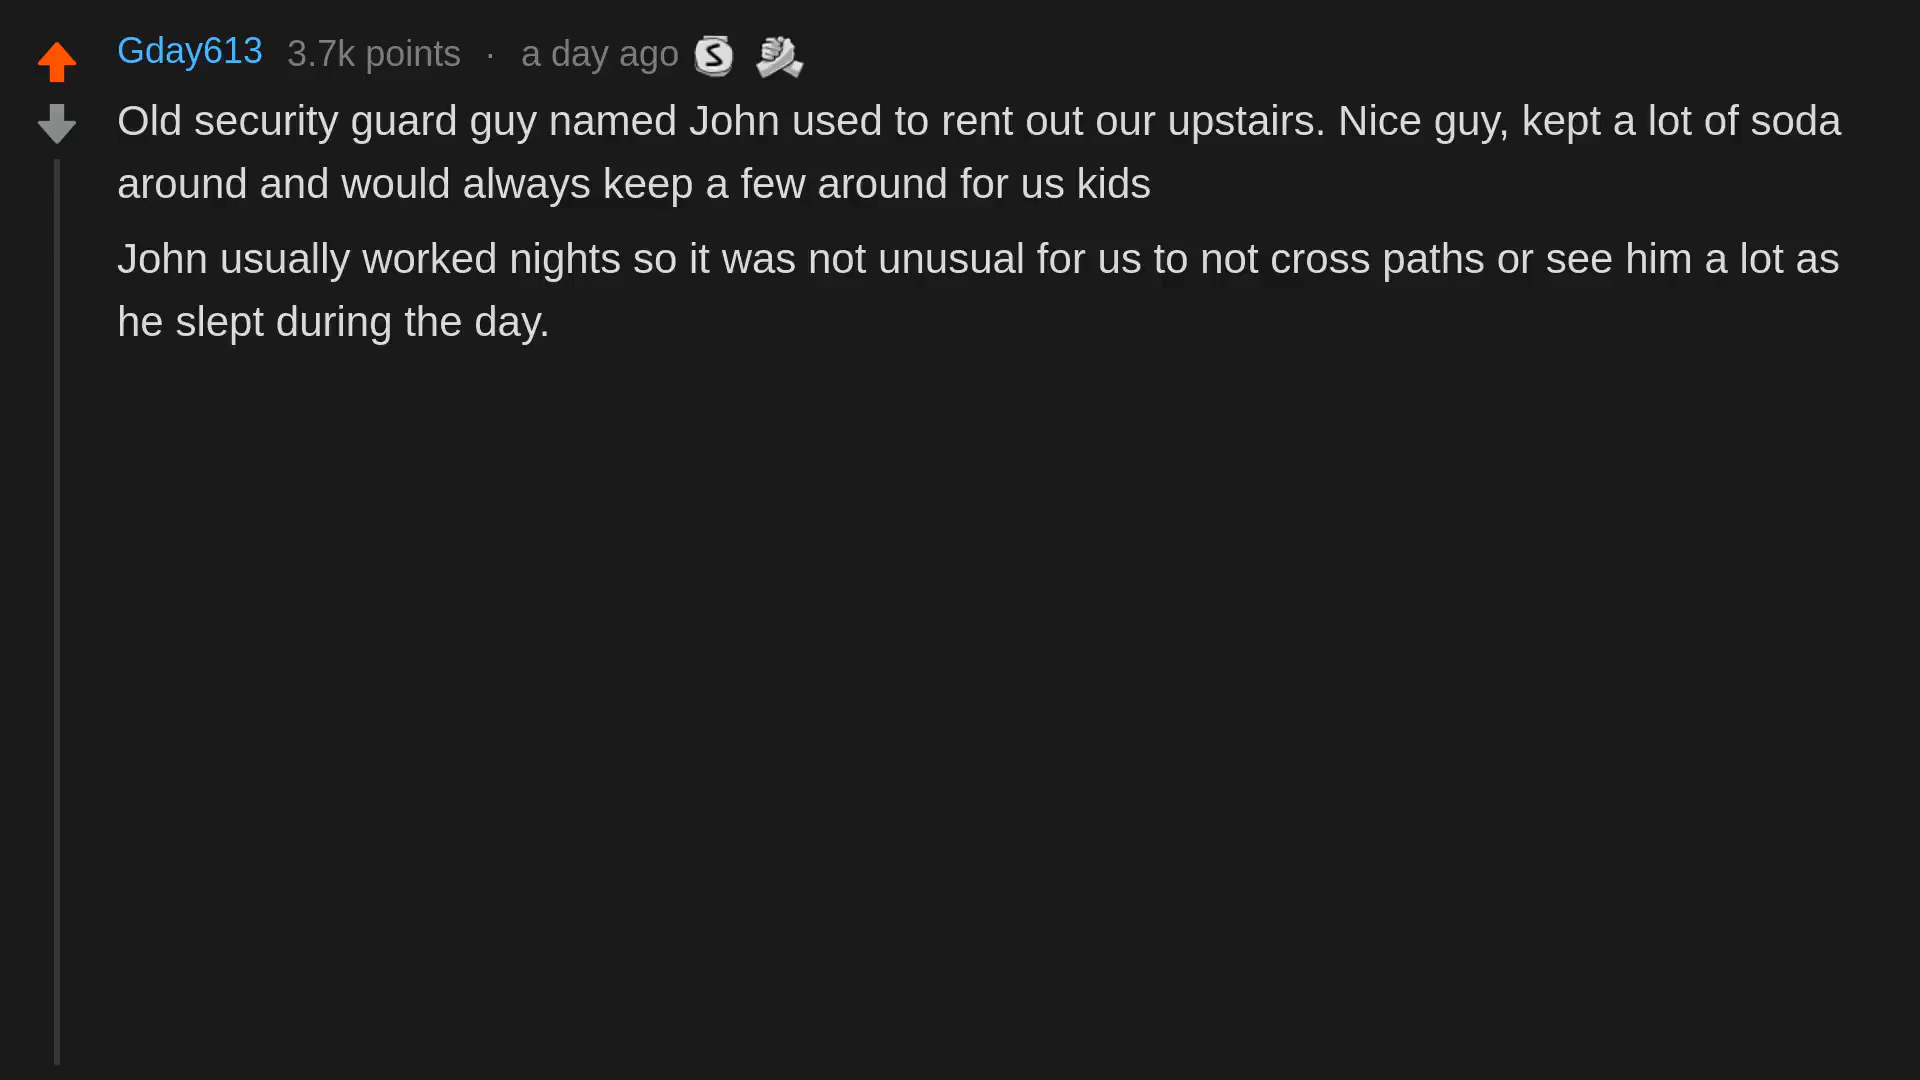 Gday613 3.7k points · a day ago
Old security guard guy named John used to rent out our upstairs. Nice guy, kept a lot of soda
around and would always keep a few around for us kids
John usually worked nights so it was not unusual for us to not cross paths or see him a lot as
he slept during the day.